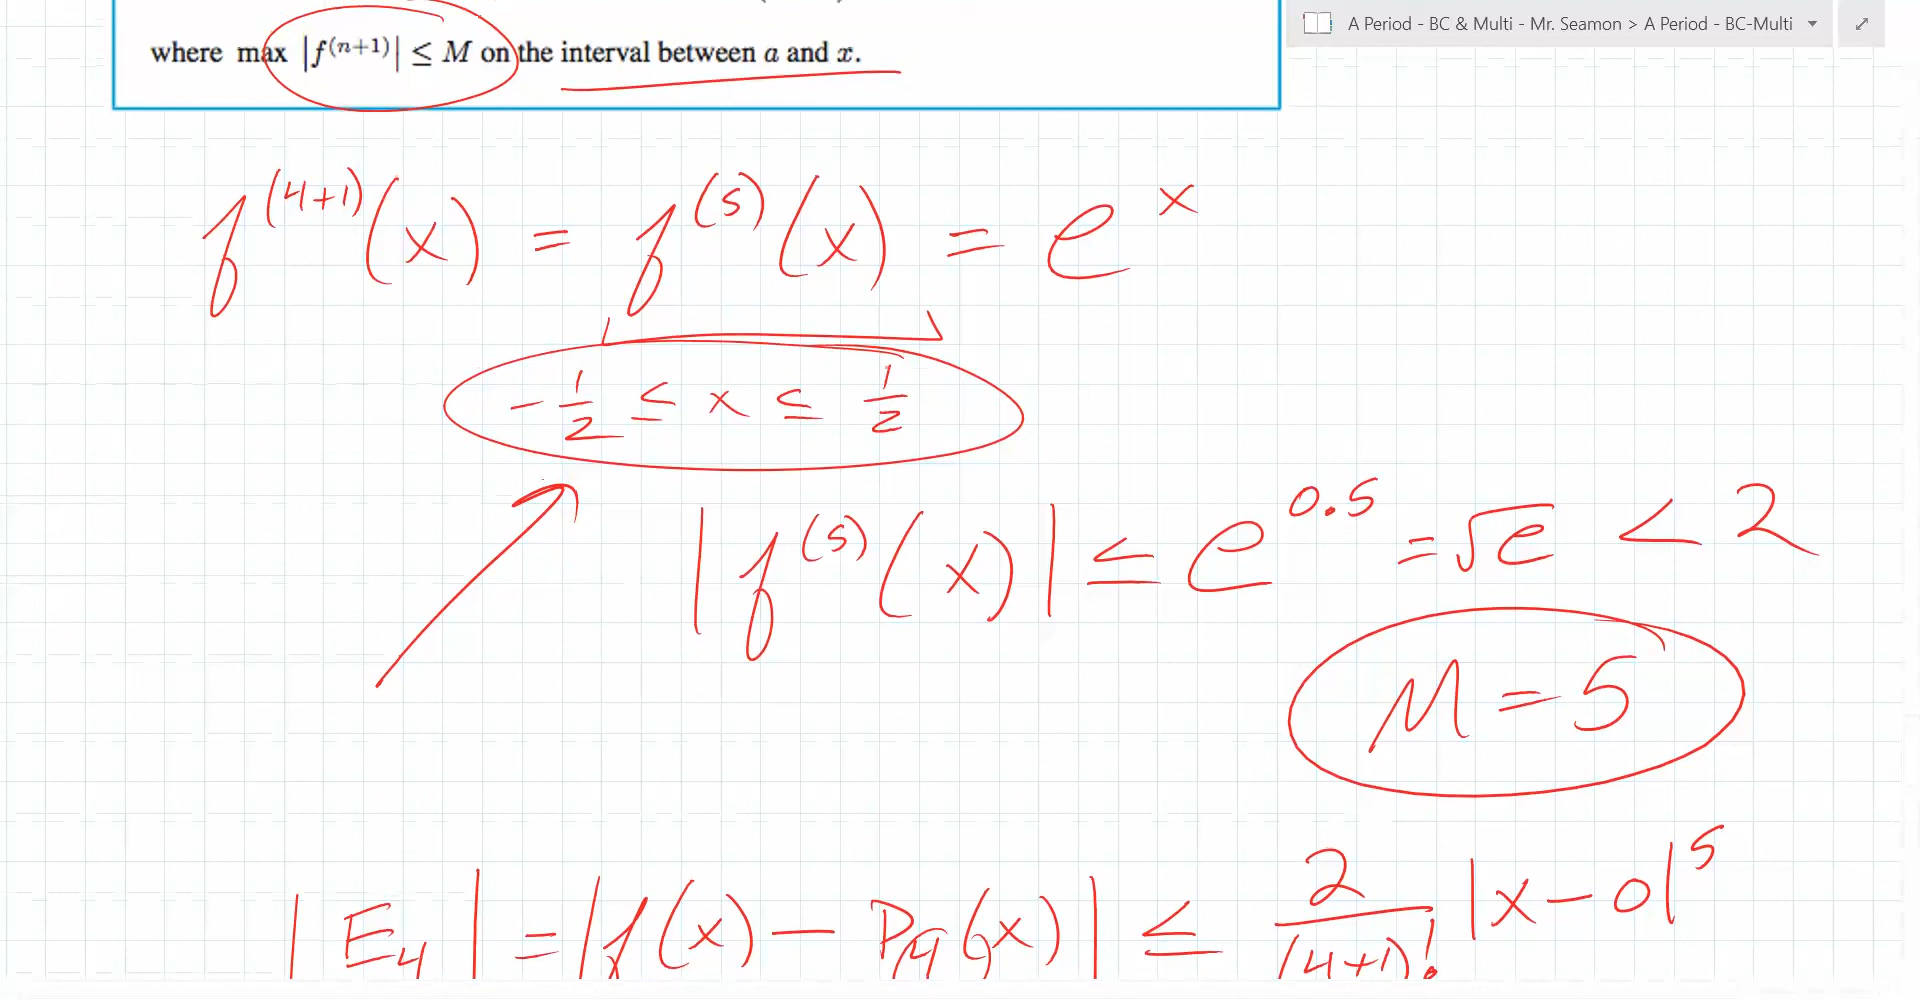 A Period - BC & Multi - Mr. Seamon > A Period - BC-Multi
where max |f^(n+1)| ≤ M on the interval between a and x.
f^(4+1)(x) = f^(5)(x) = e^x
-1/2 ≤ x ≤ 1/2
|f^(5)(x)| ≤ e^0.5 = √e < 2
M = 5
|E₄| = |f(x) - P₄(x)| ≤ 2/(4+1)! |x-0|^5